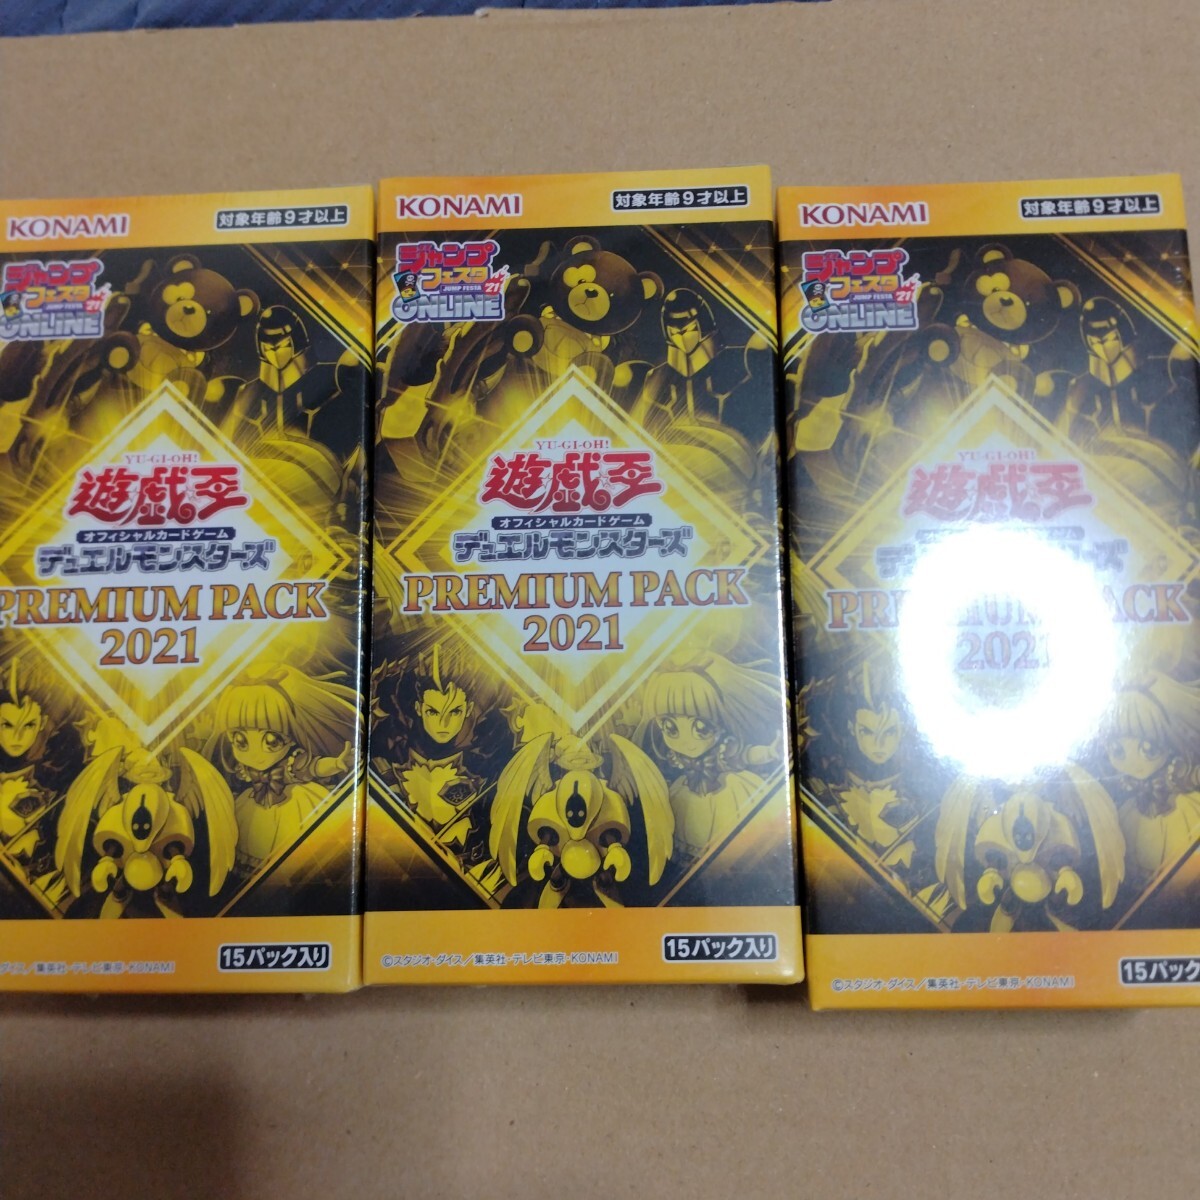 KONAMI
対象年齢9才以上
ジャンプ
フェスタ
'21
ONLINE
YU-GI-OH!
遊戯王
オフィシャルカードゲーム
デュエルモンスターズ
PREMIUM PACK
2021
15パック入り
ダイス/集英社・テレビ東京・KONAMI
KONAMI
対象年齢9才以上
ジャンプ
フェスタ
JUMP FESTA '21
ONLINE
YU-GI-OH!
遊戯王
オフィシャルカードゲーム
デュエルモンスターズ
PREMIUM PACK
2021
15パック入り
©スタジオ・ダイス/集英社・テレビ東京・KONAMI
KONAMI
対象年齢9才以上
ジャンプ
フェスタ
JUMP FESTA '21
ONLINE
YU-GI-OH!
遊戯王
PACK
2021
15パック
©スタジオ・ダイス/集英社・テレビ東京・KONAMI